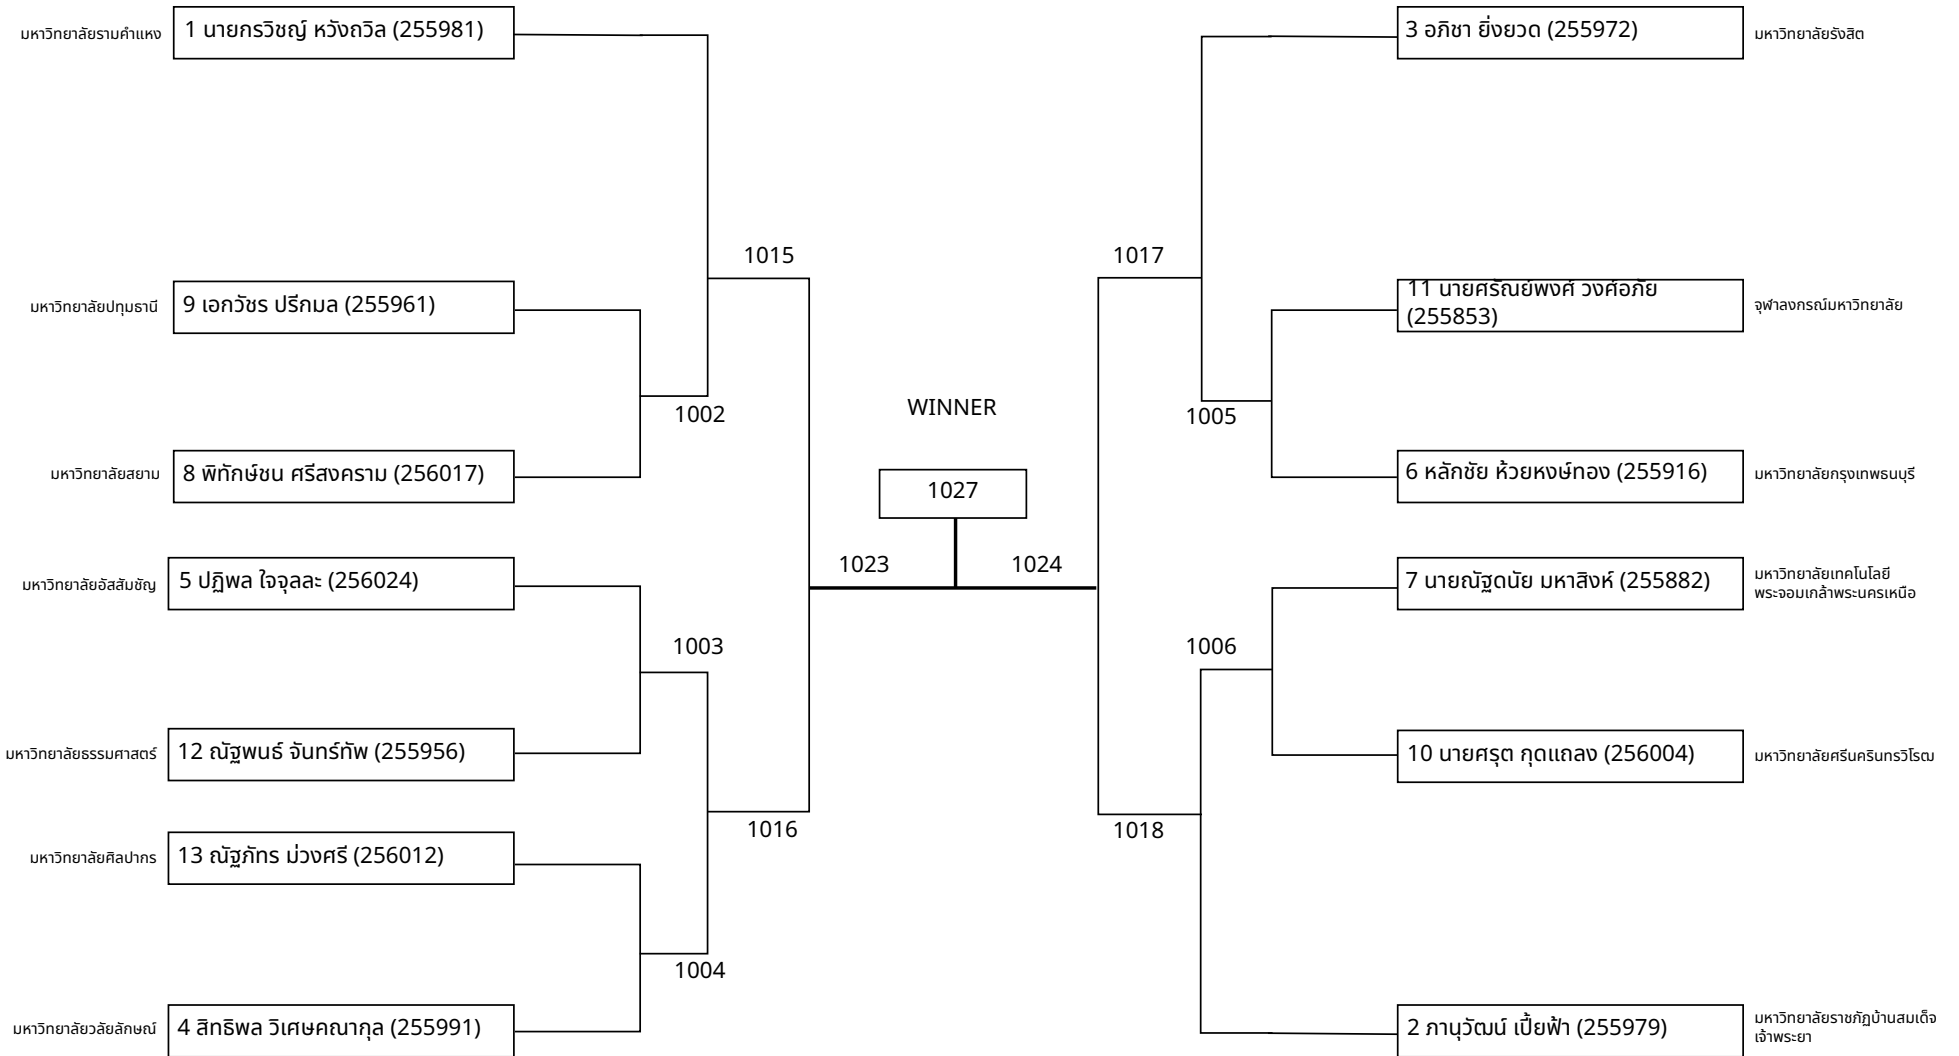 มหาวิทยาลัยรามคำแหง
1 นายกรวิชญ์ หวังถวิล (255981)
3 อภิชา ยิ่งยวด (255972)
มหาวิทยาลัยรังสิต
1015
1017
มหาวิทยาลัยปทุมธานี
9 เอกวัชร ปรีกมล (255961)
11 นายศรัณย์พงศ์ วงศ์อภัย
(255853)
จุฬาลงกรณ์มหาวิทยาลัย
1002
WINNER
1005
มหาวิทยาลัยสยาม
8 พิทักษ์ชน ศรีสงคราม (256017)
1027
6 หลักชัย ห้วยหงษ์ทอง (255916)
มหาวิทยาลัยกรุงเทพธนบุรี
มหาวิทยาลัยอัสสัมชัญ
5 ปฏิพล ใจจุลละ (256024)
1023
1024
7 นายณัฐดนัย มหาสิงห์ (255882)
มหาวิทยาลัยเทคโนโลยี
พระจอมเกล้าพระนครเหนือ
1003
1006
มหาวิทยาลัยธรรมศาสตร์
12 ณัฐพนธ์ จันทร์ทัพ (255956)
10 นายศรุต กุดแถลง (256004)
มหาวิทยาลัยศรีนครินทรวิโรฒ
1016
1018
มหาวิทยาลัยศิลปากร
13 ณัฐภัทร ม่วงศรี (256012)
1004
มหาวิทยาลัยวลัยลักษณ์
4 สิทธิพล วิเศษคณากุล (255991)
2 ภานุวัฒน์ เปี้ยฟ้า (255979)
มหาวิทยาลัยราชภัฏบ้านสมเด็จ
เจ้าพระยา